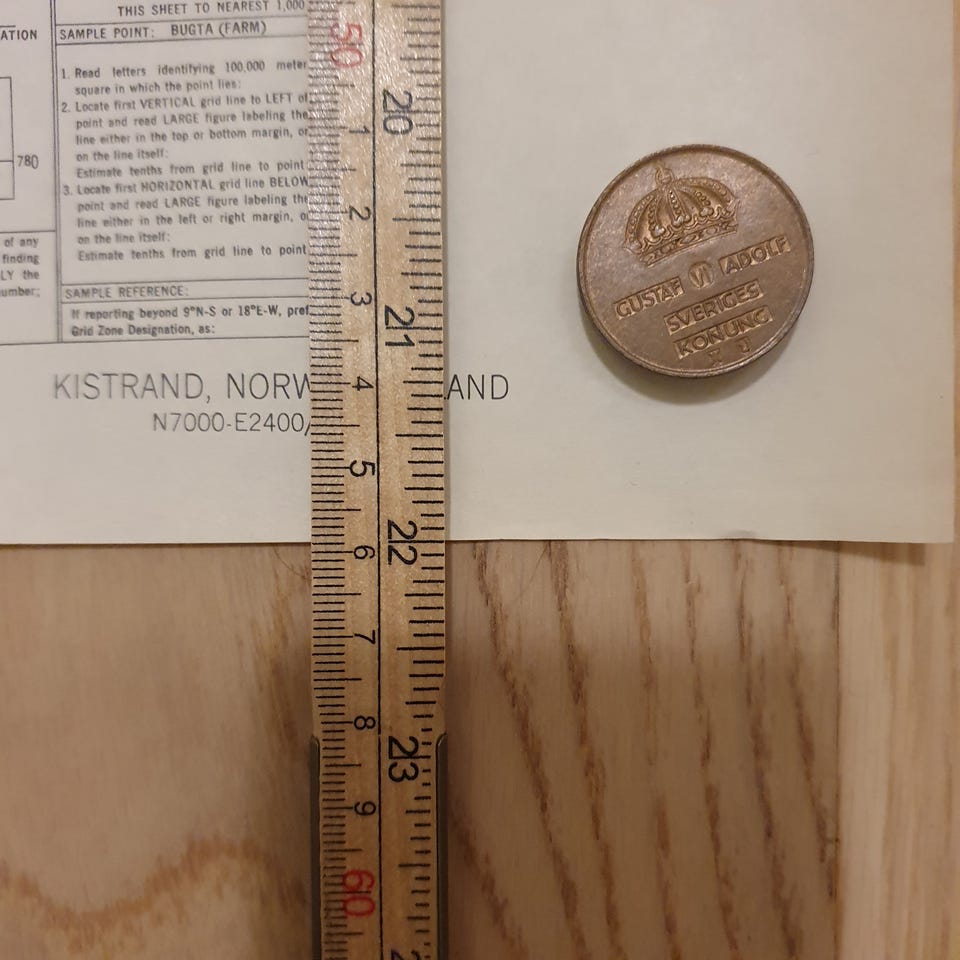 THIS SHEET TO NEAREST 1,000
ATION
SAMPLE POINT: BUGTA (FARM)
1. Read letters identifying 100,000 meter
square in which the point lies:
2. Locate first VERTICAL grid line to LEFT of
point and read LARGE figure labeling the
line either in the top or bottom margin, or
on the line itself:
Estimate tenths from grid line to point
780
3. Locate first HORIZONTAL grid line BELOW
point and read LARGE figure labeling the
line either in the left or right margin, o
on the line itself:
Estimate tenths from grid line to point
of any
finding
LY the
umber;
SAMPLE REFERENCE:
If reporting beyond 9°N-S or 18°E-W, pref
Grid Zone Designation, as:
KISTRAND, NORW
LAND
N7000-E2400/
50
1
2
3
4
5
6
7
8
9
60
20
21
22
23
2
GUSTAF VI ADOLF
SVERIGES
KONUNG